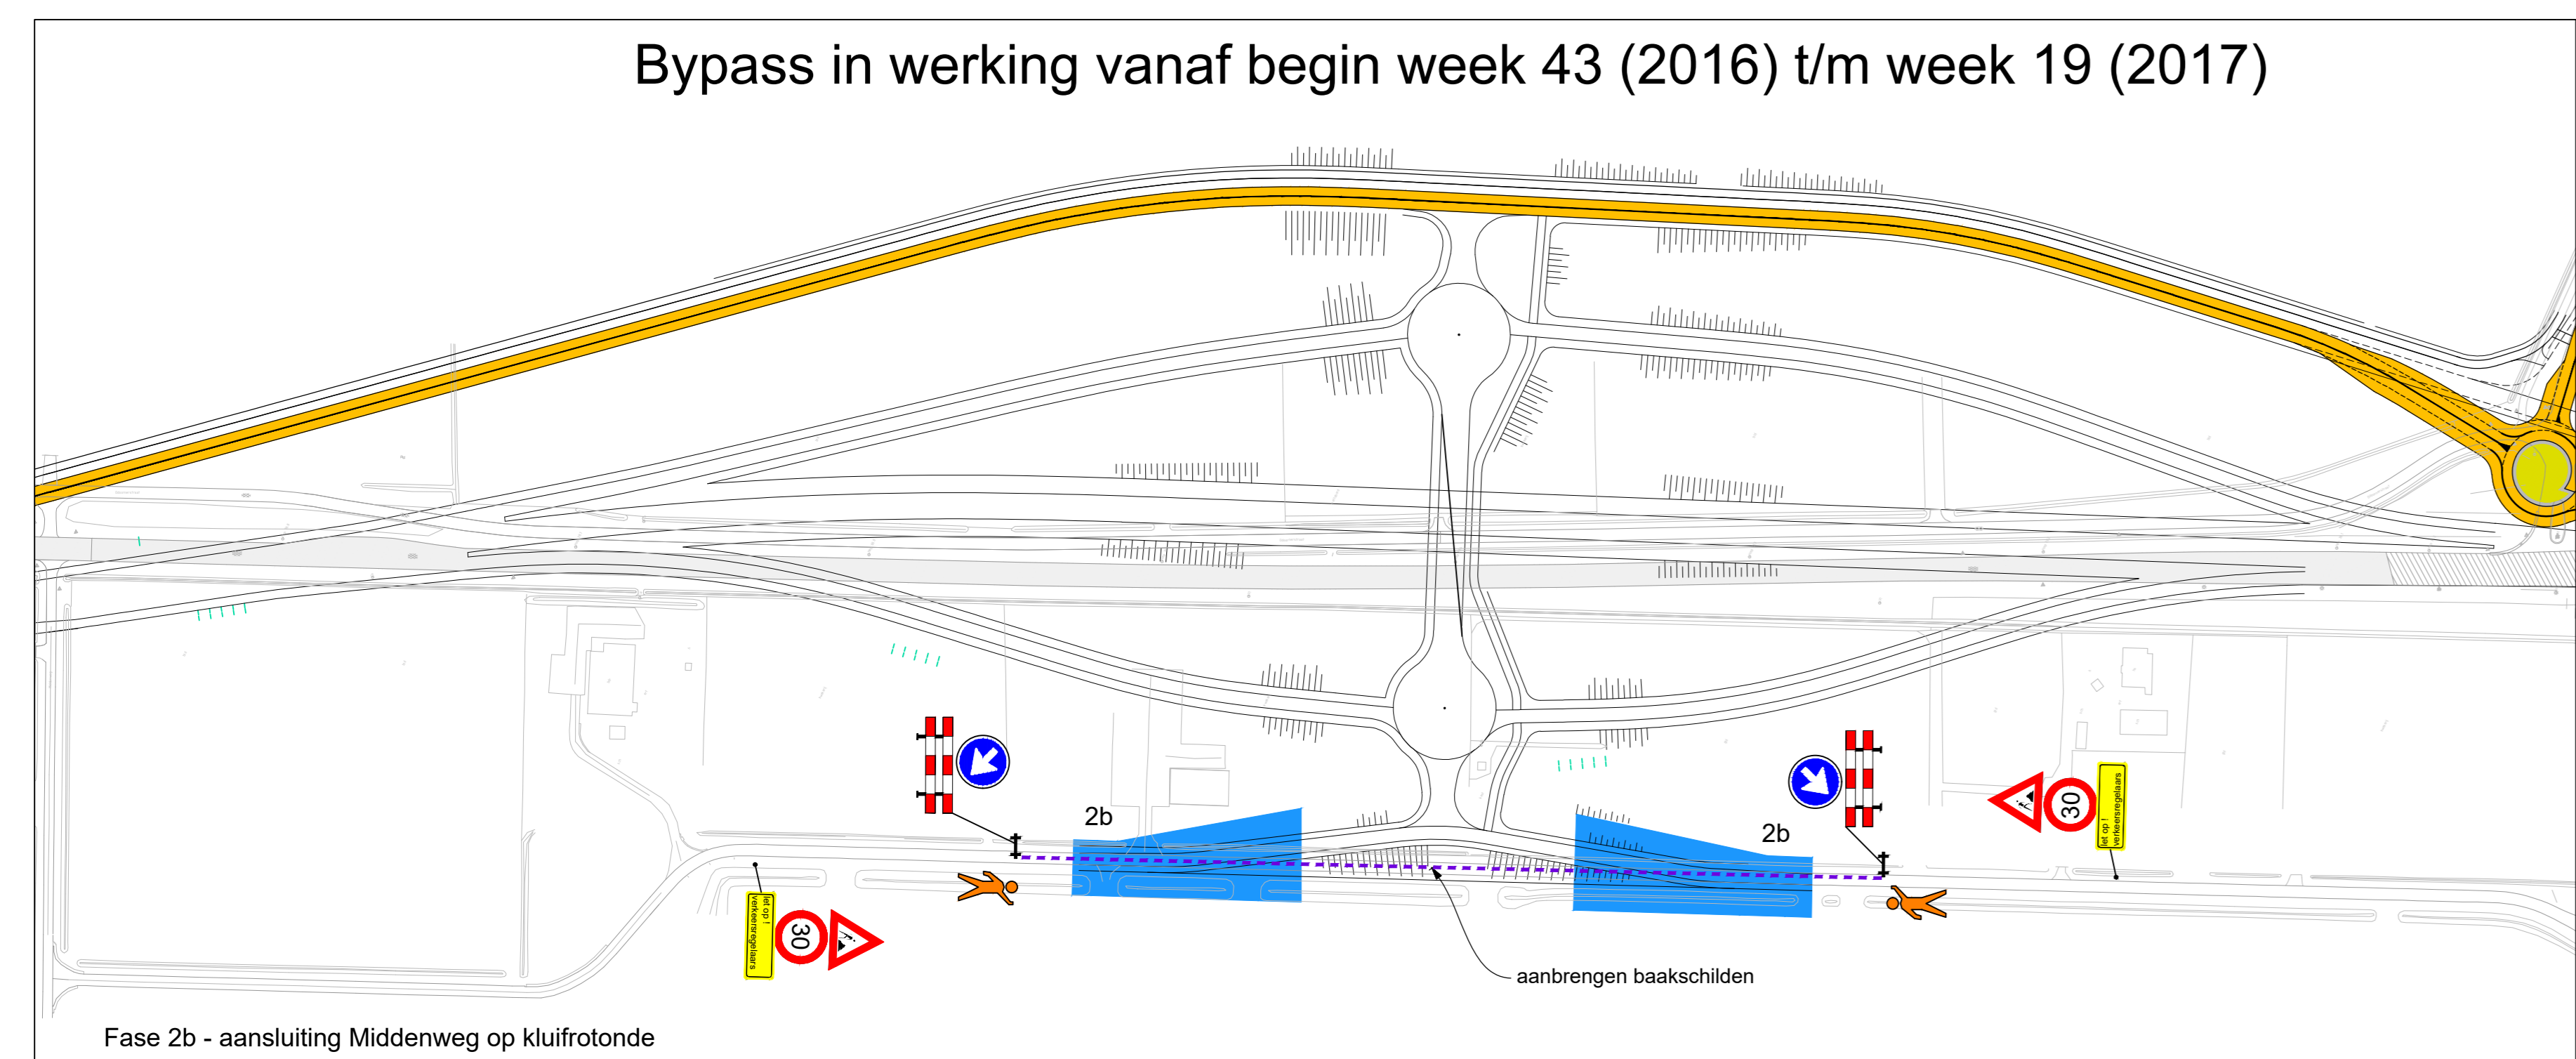 Bypass in werking vanaf begin week 43 (2016) t/m week 19 (2017)
2b
2b
30
let op !
verkeersregelaars
let op !
verkeersregelaars
30
aanbrengen baakschilden
Fase 2b - aansluiting Middenweg op kluifrotonde